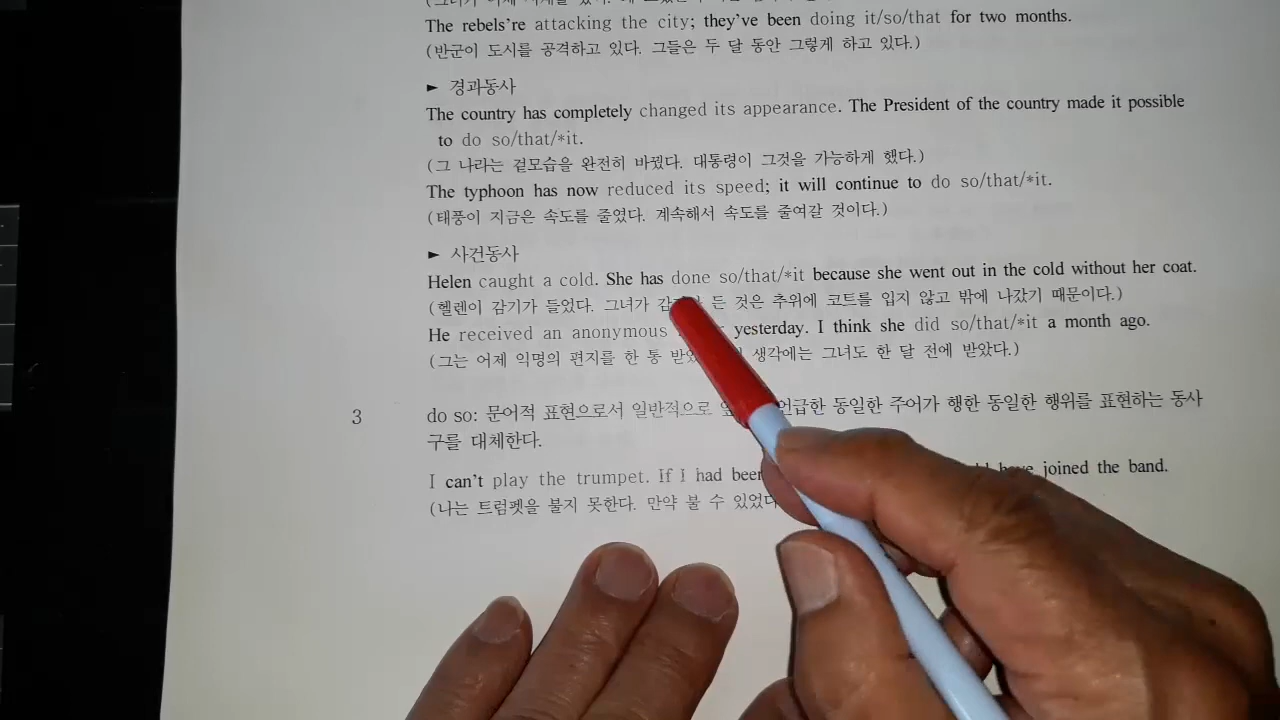 The rebels're attacking the city; they've been doing it/so/that for two months.
(반군이 도시를 공격하고 있다. 그들은 두 달 동안 그렇게 하고 있다.)
► 경과동사
The country has completely changed its appearance. The President of the country made it possible
to do so/that/*it.
(그 나라는 겉모습을 완전히 바꿨다. 대통령이 그것을 가능하게 했다.)
The typhoon has now reduced its speed; it will continue to do so/that/*it.
(태풍이 지금은 속도를 줄였다. 계속해서 속도를 줄여갈 것이다.)
► 사건동사
Helen caught a cold. She has done so/that/*it because she went out in the cold without her coat.
(헬렌이 감기가 들었다. 그녀가 든 것은 추위에 코트를 입지 않고 밖에 나갔기 때문이다.)
He received an anonymous yesterday. I think she did so/that/*it a month ago.
(그는 어제 익명의 편지를 한 통 생각에는 그녀도 한 달 전에 받았다.)
3 do so: 문어적 표현으로서 일반적으로 동일한 주어가 행한 동일한 행위를 표현하는 동사
구를 대체한다.
I can't play the trumpet. If I had been joined the band.
(나는 트럼펫을 불지 못한다. 만약 불 수